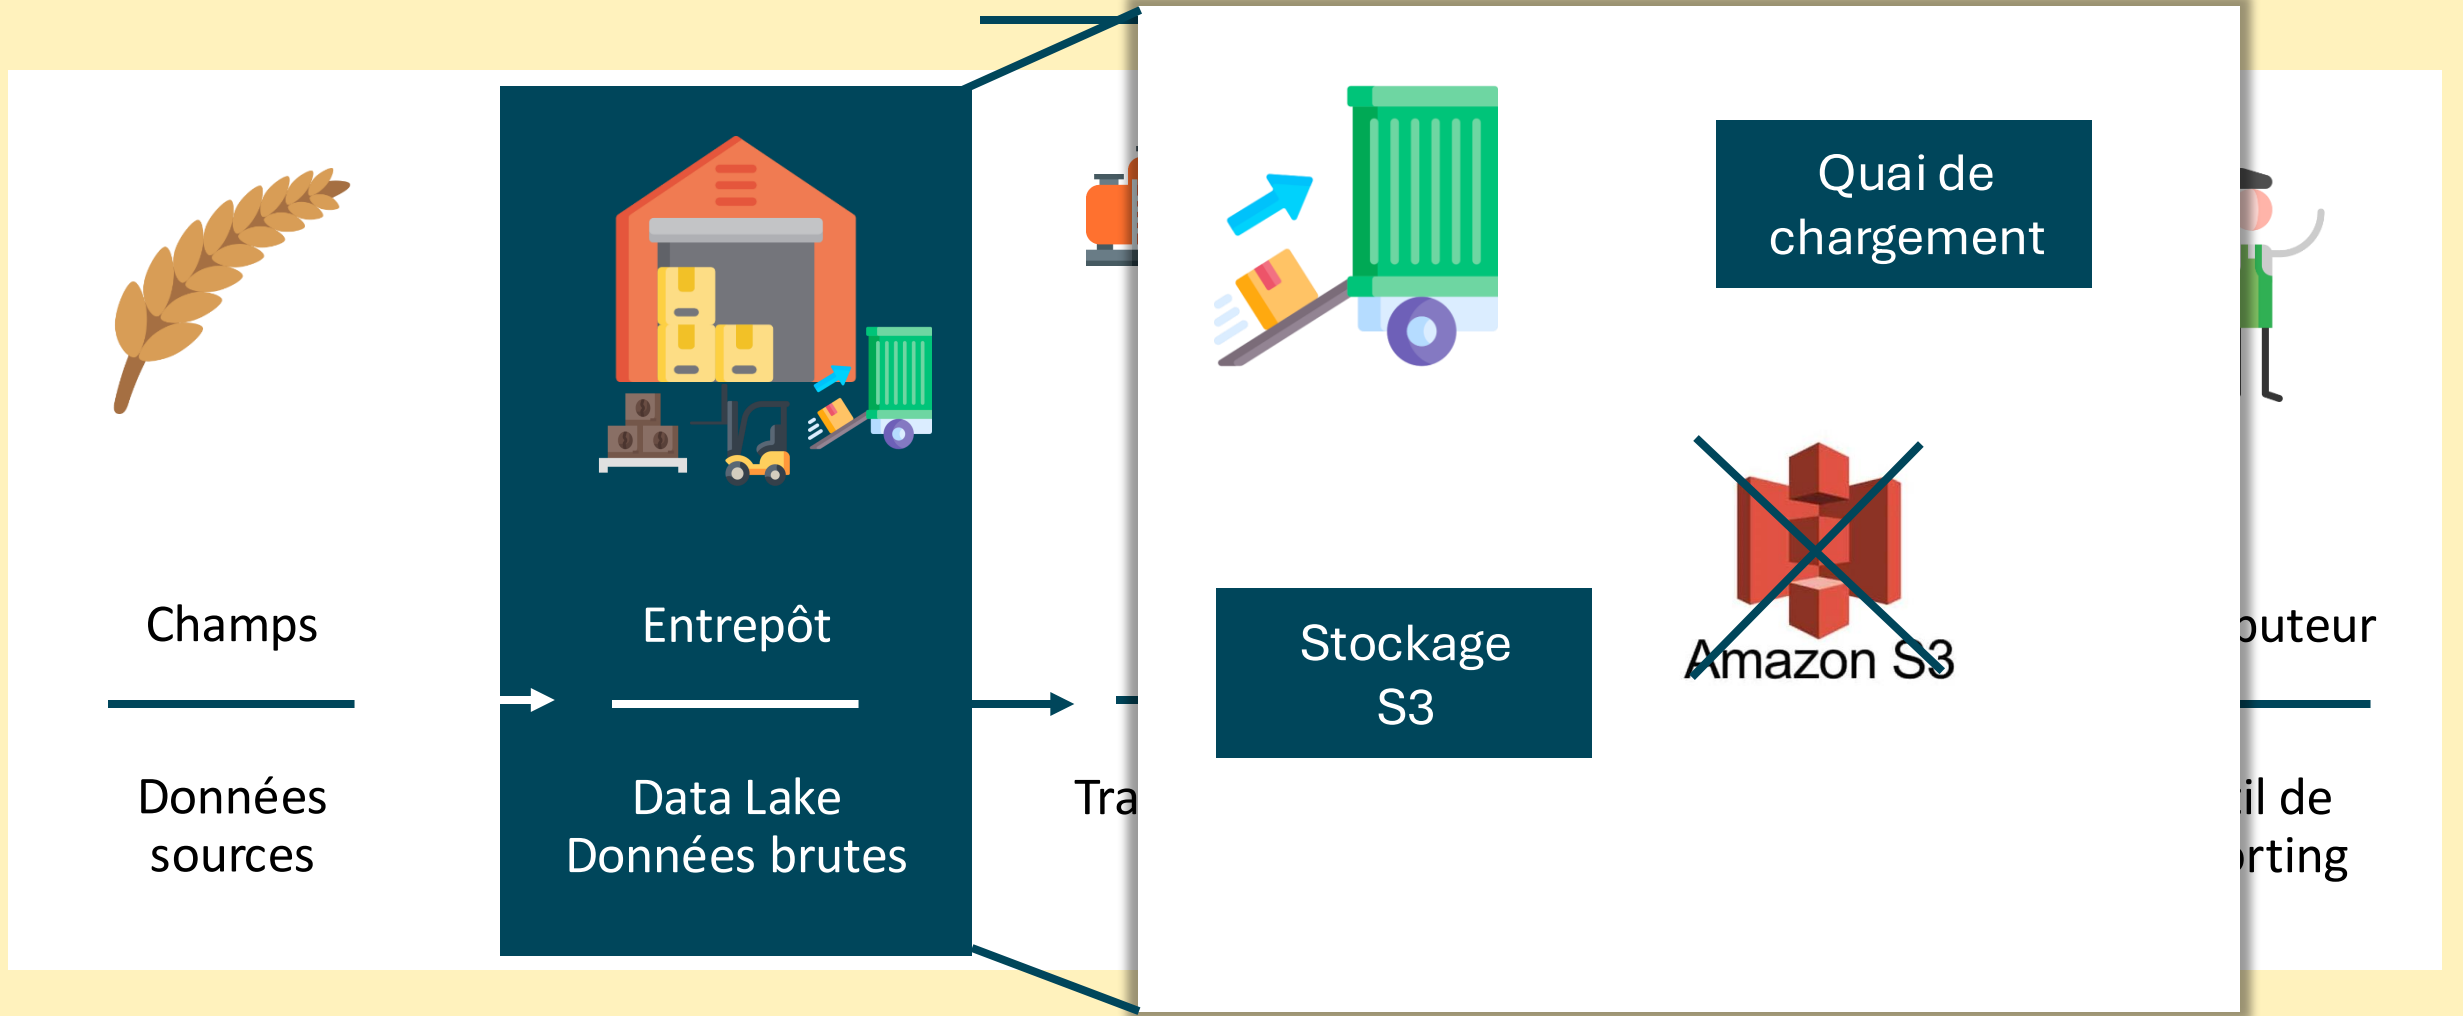 Champs
Données
sources
Entrepôt
Data Lake
Données brutes
Tra
Quai de
chargement
Stockage
S3
Amazon S3
buteur
il de
rting